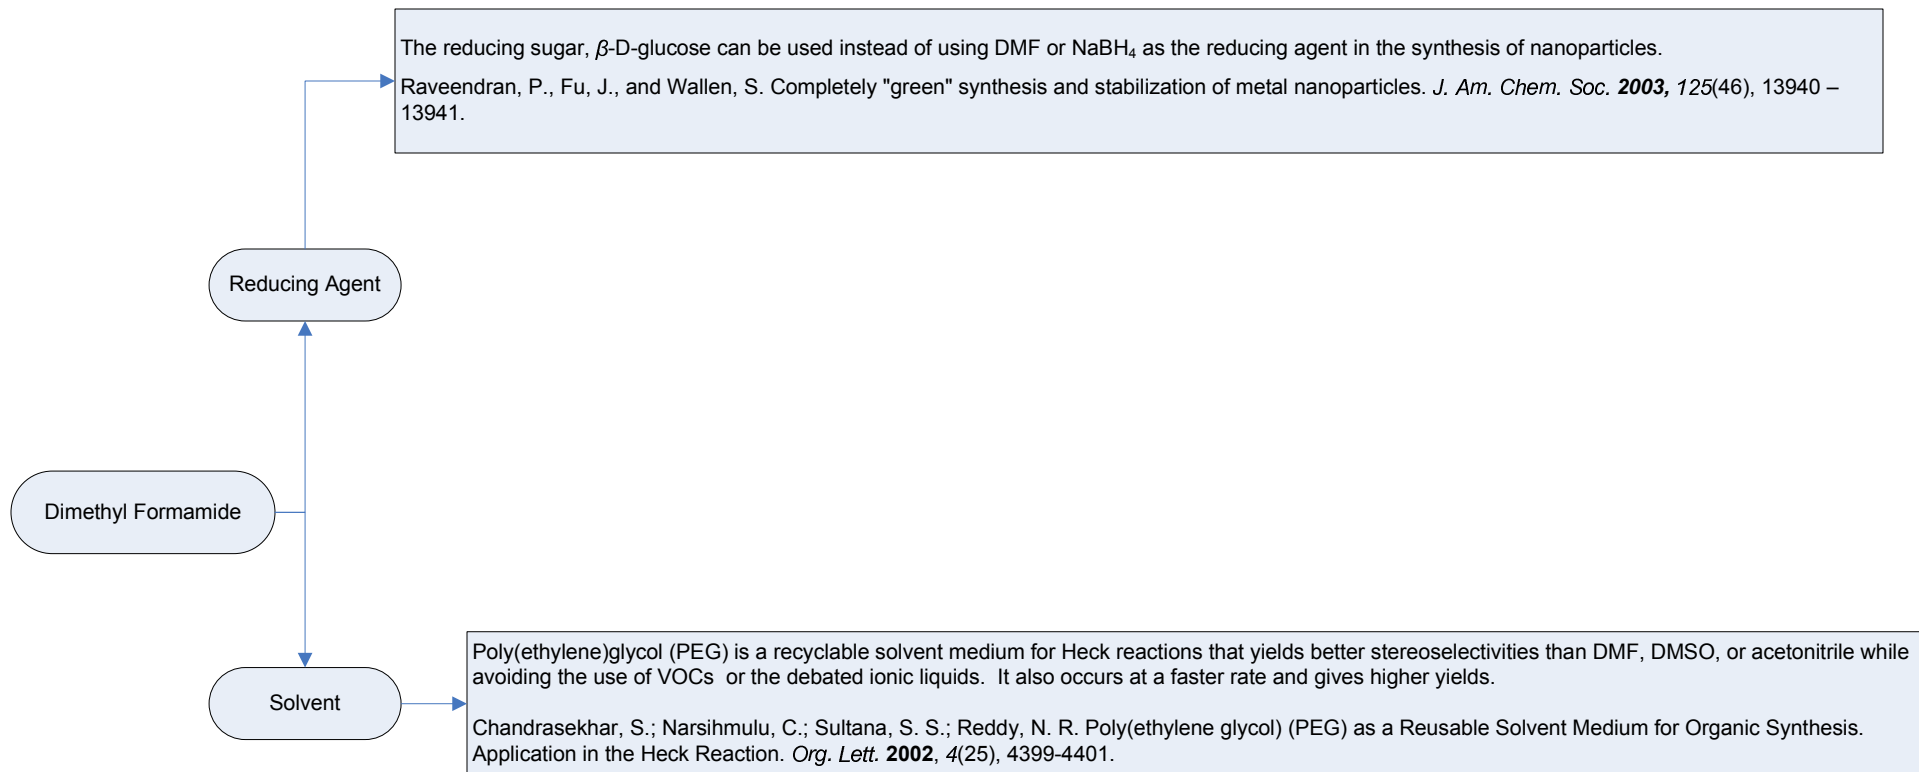 The reducing sugar, β-D-glucose can be used instead of using DMF or NaBH₄ as the reducing agent in the synthesis of nanoparticles.
Raveendran, P., Fu, J., and Wallen, S. Completely "green" synthesis and stabilization of metal nanoparticles. J. Am. Chem. Soc. 2003, 125(46), 13940 –
13941.
Reducing Agent
Dimethyl Formamide
Solvent
Poly(ethylene)glycol (PEG) is a recyclable solvent medium for Heck reactions that yields better stereoselectivities than DMF, DMSO, or acetonitrile while
avoiding the use of VOCs  or the debated ionic liquids.  It also occurs at a faster rate and gives higher yields.
Chandrasekhar, S.; Narsihmulu, C.; Sultana, S. S.; Reddy, N. R. Poly(ethylene glycol) (PEG) as a Reusable Solvent Medium for Organic Synthesis.
Application in the Heck Reaction. Org. Lett. 2002, 4(25), 4399-4401.